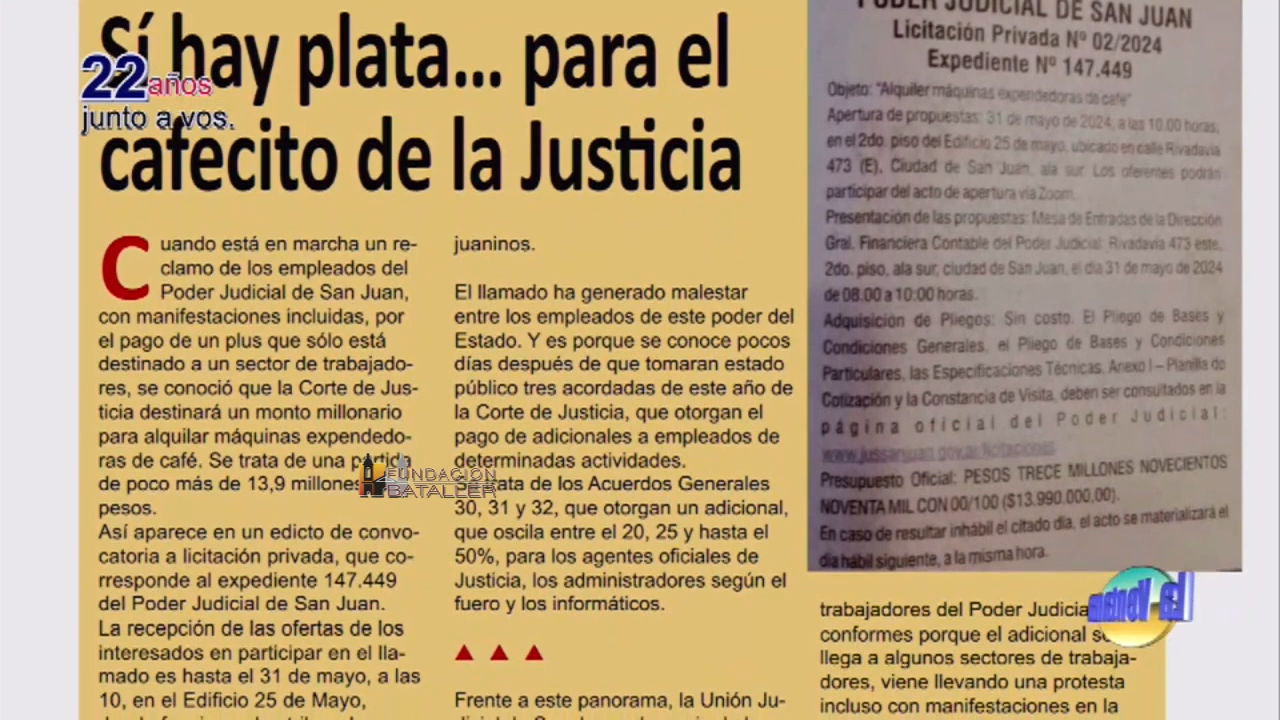 Sí hay plata... para el
cafecito de la Justicia
22 años
junto a vos.
Cuando está en marcha un re-
clamo de los empleados del
Poder Judicial de San Juan,
con manifestaciones incluidas, por
el pago de un plus que sólo está
destinado a un sector de trabajado-
res, se conoció que la Corte de Jus-
ticia destinará un monto millonario
para alquilar máquinas expendedo-
ras de café. Se trata de una partida
de poco más de 13,9 millones
pesos.
Así aparece en un edicto de convo-
catoria a licitación privada, que co-
rresponde al expediente 147.449
del Poder Judicial de San Juan.
La recepción de las ofertas de los
interesados en participar en el lla-
mado es hasta el 31 de mayo, a las
10, en el Edificio 25 de Mayo,
FUNDACIÓN
BATALLER
juaninos.
El llamado ha generado malestar
entre los empleados de este poder del
Estado. Y es porque se conoce pocos
días después de que tomaran estado
público tres acordadas de este año de
la Corte de Justicia, que otorgan el
pago de adicionales a empleados de
determinadas actividades.
trata de los Acuerdos Generales
30, 31 y 32, que otorgan un adicional,
que oscila entre el 20, 25 y hasta el
50%, para los agentes oficiales de
Justicia, los administradores según el
fuero y los informáticos.
Frente a este panorama, la Unión Ju-
PODER JUDICIAL DE SAN JUAN
Licitación Privada Nº 02/2024
Expediente Nº 147.449
Objeto: "Alquiler máquinas expendedoras de café"
Apertura de propuestas: 31 de mayo de 2024, a las 10.00 horas,
en el 2do. piso del Edificio 25 de mayo, ubicado en calle Rivadavia
473 (E), Ciudad de San Juan, ala sur. Los oferentes podrán
participar del acto de apertura vía Zoom.
Presentación de las propuestas: Mesa de Entradas de la Dirección
Gral. Financiera Contable del Poder Judicial: Rivadavia 473 este,
2do. piso, ala sur, ciudad de San Juan, el día 31 de mayo de 2024
de 08.00 a 10:00 horas.
Adquisición de Pliegos: Sin costo. El Pliego de Bases y
Condiciones Generales, el Pliego de Bases y Condiciones
Particulares, las Especificaciones Técnicas, Anexo I – Planilla de
Cotización y la Constancia de Visita, deben ser consultados en la
página oficial del Poder Judicial:
www.jussanjuan.gov.ar/licitaciones
Presupuesto Oficial: PESOS TRECE MILLONES NOVECIENTOS
NOVENTA MIL CON 00/100 ($13.990.000,00).
En caso de resultar inhábil el citado día, el acto se materializará el
día hábil siguiente, a la misma hora.
La Ventana
trabajadores del Poder Judicia
conformes porque el adicional
llega a algunos sectores de trabaja-
dores, viene llevando una protesta
incluso con manifestaciones en la